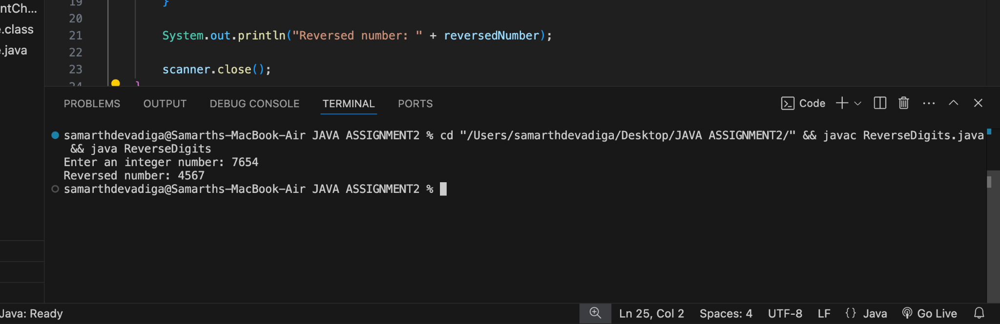 ntCh...
e.class
e.java
19 }
20
21 System.out.println("Reversed number: " + reversedNumber);
22
23 scanner.close();
24 }
PROBLEMS OUTPUT DEBUG CONSOLE TERMINAL PORTS Code
samarthdevadiga@Samarths-MacBook-Air JAVA ASSIGNMENT2 % cd "/Users/samarthdevadiga/Desktop/JAVA ASSIGNMENT2/" && javac ReverseDigits.java
&& java ReverseDigits
Enter an integer number: 7654
Reversed number: 4567
samarthdevadiga@Samarths-MacBook-Air JAVA ASSIGNMENT2 %
Java: Ready Ln 25, Col 2 Spaces: 4 UTF-8 LF {} Java Go Live